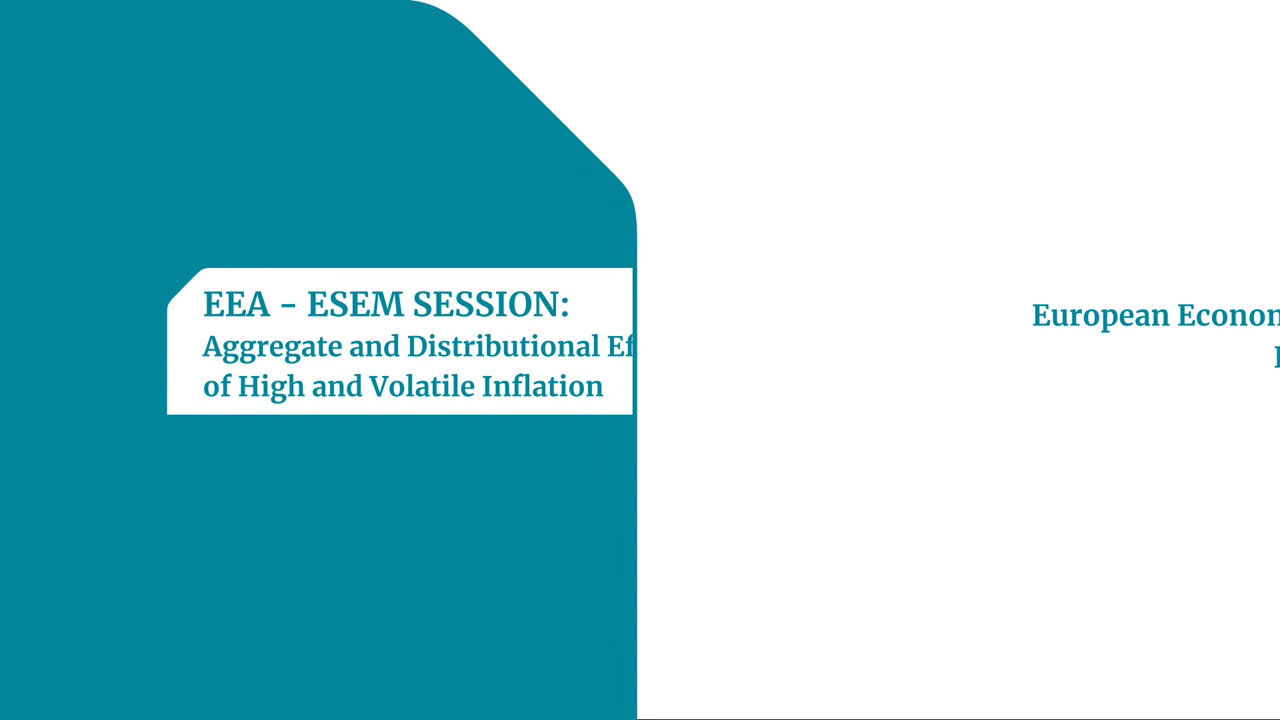 EEA – ESEM SESSION:
Aggregate and Distributional
of High and Volatile Inflation
European